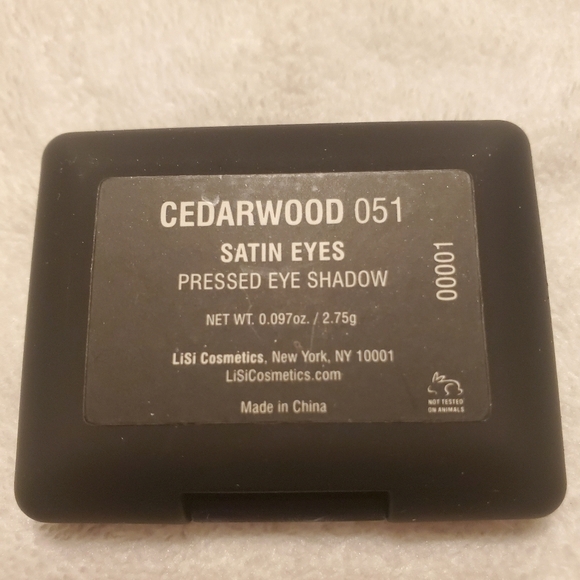 CEDARWOOD 051
SATIN EYES
PRESSED EYE SHADOW
NET WT. 0.097oz. / 2.75g
LiSi Cosmetics, New York, NY 10001
LiSiCosmetics.com
Made in China
00001
NOT TESTED
ON ANIMALS